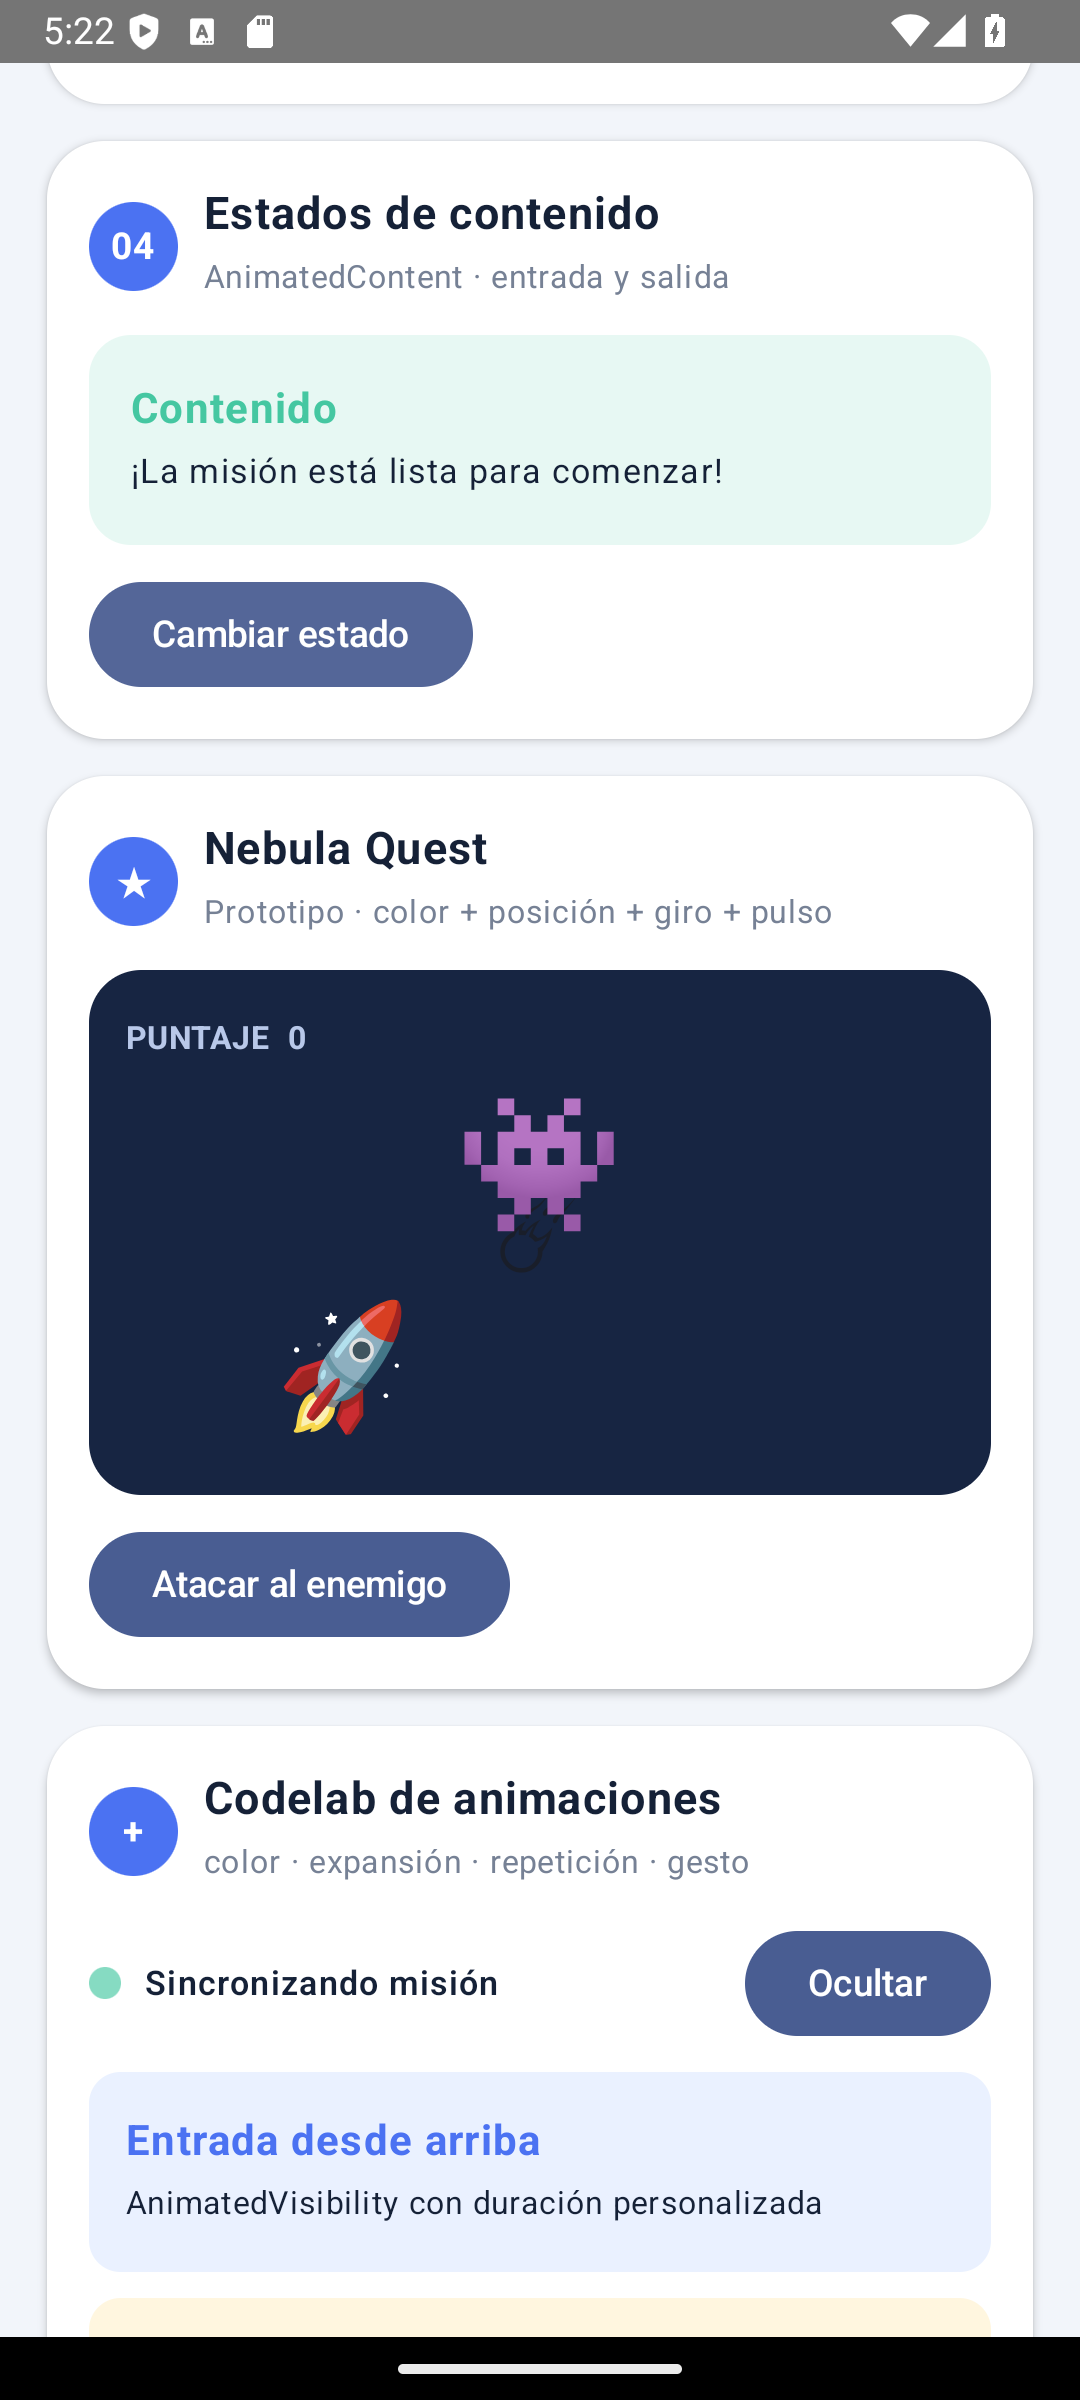 5:22
04
Estados de contenido
AnimatedContent · entrada y salida
Contenido
¡La misión está lista para comenzar!
Cambiar estado
★
Nebula Quest
Prototipo · color + posición + giro + pulso
PUNTAJE 0
Atacar al enemigo
+
Codelab de animaciones
color · expansión · repetición · gesto
Sincronizando misión
Ocultar
Entrada desde arriba
AnimatedVisibility con duración personalizada